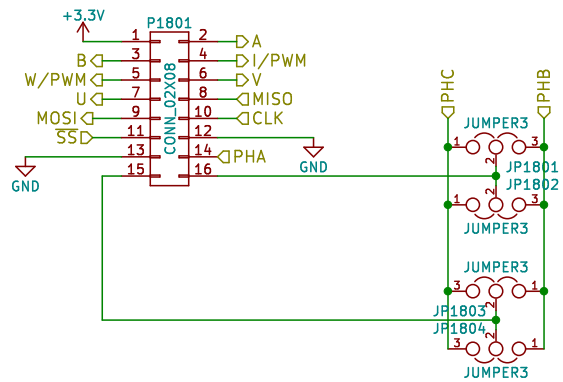 +3.3V
P1801
1
2
A
B
3
4
I/PWM
W/PWM
5
6
V
U
7
8
MISO
MOSI
9
10
CLK
SS
11
12
GND
13
14
PHA
GND
15
16
CONN_02X08
PHC
PHB
JUMPER3
1
2
3
JP1801
JP1802
1
2
3
JUMPER3
JUMPER3
3
2
1
JP1803
JP1804
3
2
1
JUMPER3